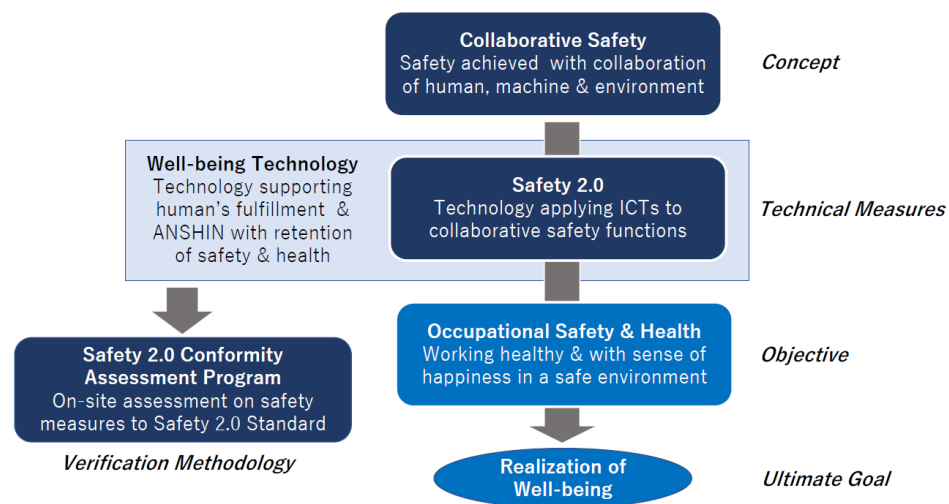 Collaborative Safety
Safety achieved with collaboration
of human, machine & environment
Concept
Well-being Technology
Technology supporting
human's fulfillment &
ANSHIN with retention
of safety & health
Safety 2.0
Technology applying ICTs to
collaborative safety functions
Technical Measures
Safety 2.0 Conformity
Assessment Program
On-site assessment on safety
measures to Safety 2.0 Standard
Verification Methodology
Occupational Safety & Health
Working healthy & with sense of
happiness in a safe environment
Objective
Realization of
Well-being
Ultimate Goal